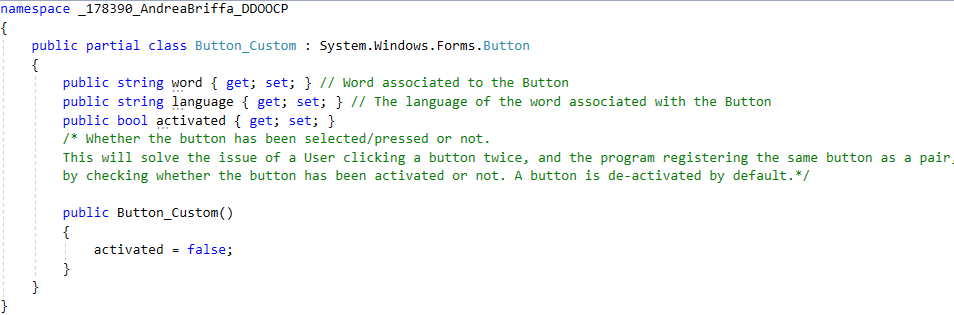 namespace _178390_AndreaBriffa_DDOOCP
{
public partial class Button_Custom : System.Windows.Forms.Button
{
public string word { get; set; } // Word associated to the Button
public string language { get; set; } // The language of the word associated with the Button
public bool activated { get; set; }
/* Whether the button has been selected/pressed or not.
This will solve the issue of a User clicking a button twice, and the program registering the same button as a pair,
by checking whether the button has been activated or not. A button is de-activated by default.*/
public Button_Custom()
{
activated = false;
}
}
}